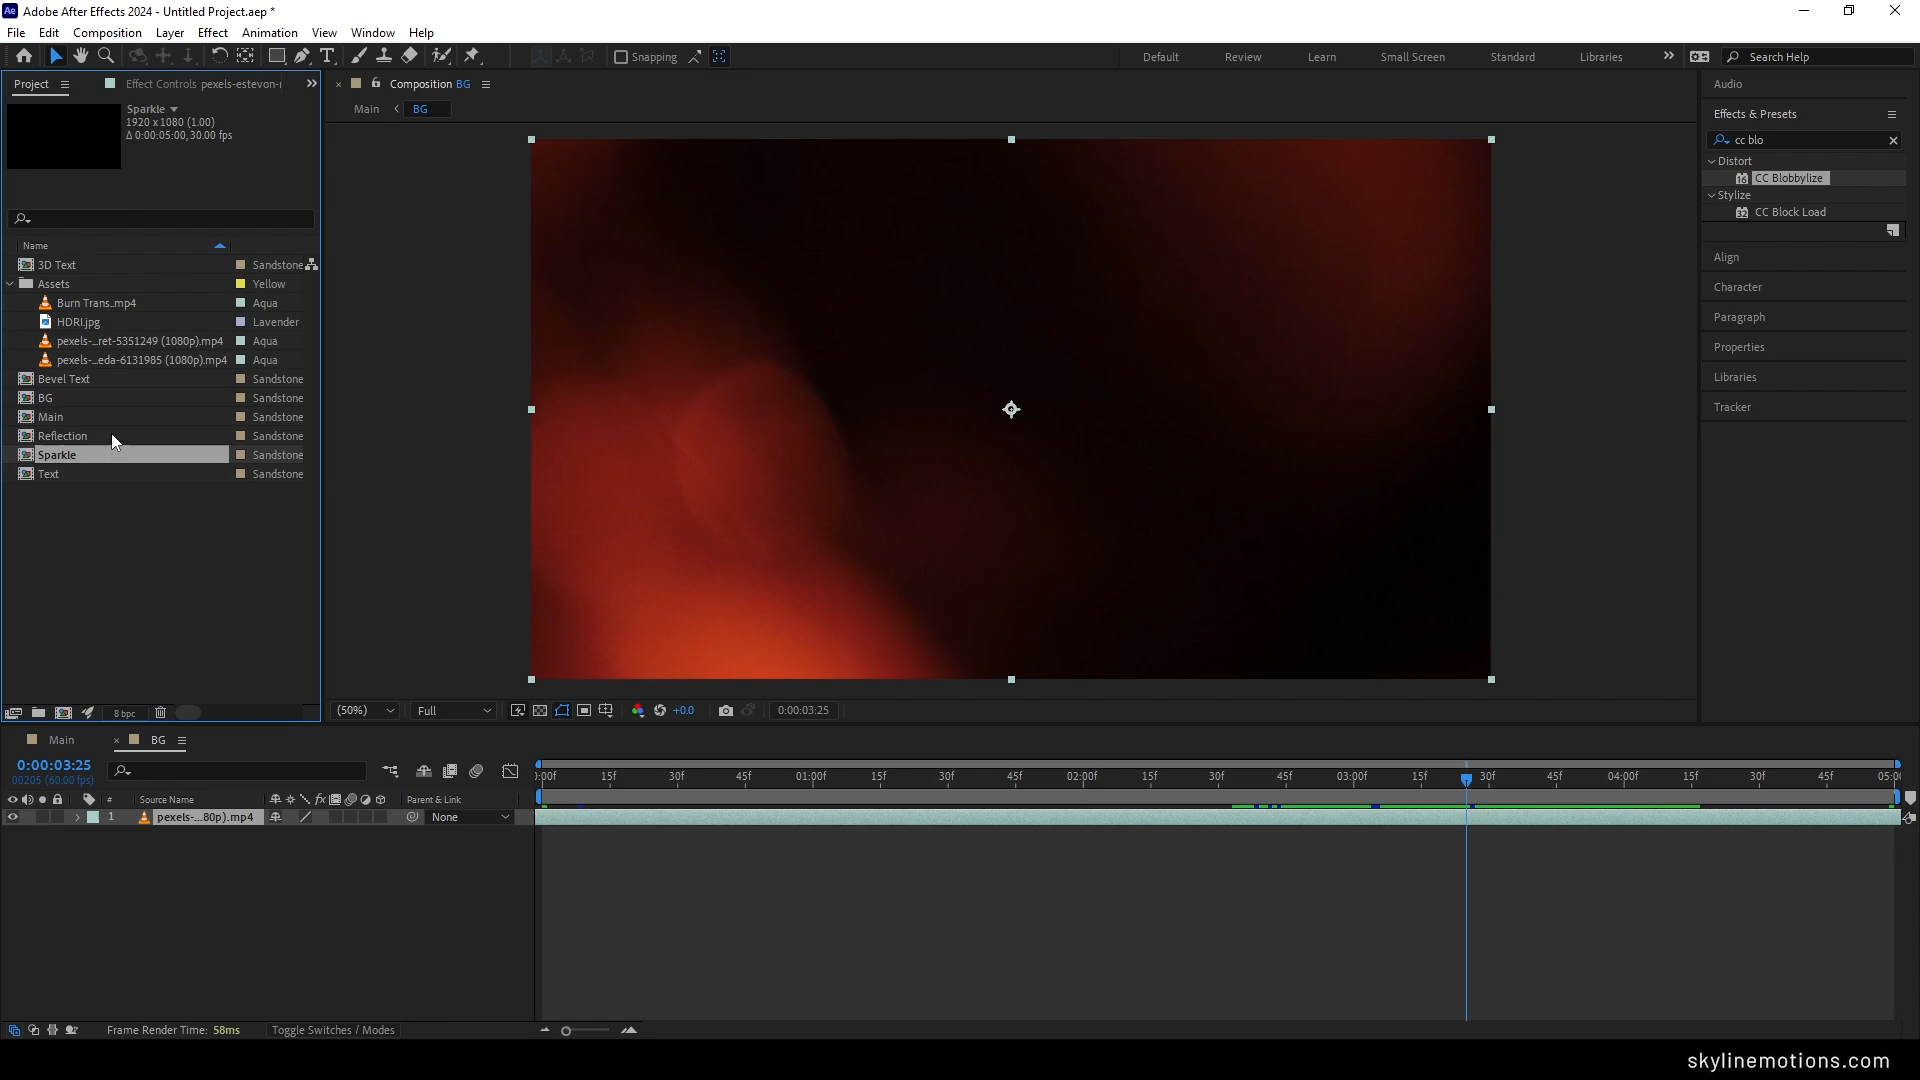 Adobe After Effects 2024 - Untitled Project.aep *
File Edit Composition Layer Effect Animation View Window Help
Snapping
Default Review Learn Small Screen Standard Libraries
Search Help
Project Effect Controls pexels-estevon-
Sparkle
1920 x 1080 (1.00)
Δ 0:00:05:00, 30.00 fps
Name
3D Text Sandstone
Assets Yellow
Burn Trans..mp4 Aqua
HDRI.jpg Lavender
pexels-...ret-5351249 (1080p).mp4 Aqua
pexels-...eda-6131985 (1080p).mp4 Aqua
Bevel Text Sandstone
BG Sandstone
Main Sandstone
Reflection Sandstone
Sparkle Sandstone
Text Sandstone
8 bpc
Composition BG
Main BG
(50%) Full +0.0 0:00:03:25
Audio
Effects & Presets
cc blo
Distort
16 CC Blobbylize
Stylize
32 CC Block Load
Align
Character
Paragraph
Properties
Libraries
Tracker
Main BG
0:00:03:25
00205 (60.00 fps)
# Source Name fx Parent & Link
1 pexels-...80p).mp4 None
):00f 15f 30f 45f 01:00f 15f 30f 45f 02:00f 15f 30f 45f 03:00f 15f 30f 45f 04:00f 15f 30f 45f 05:0(
Frame Render Time: 58ms Toggle Switches / Modes
skylinemotions.com